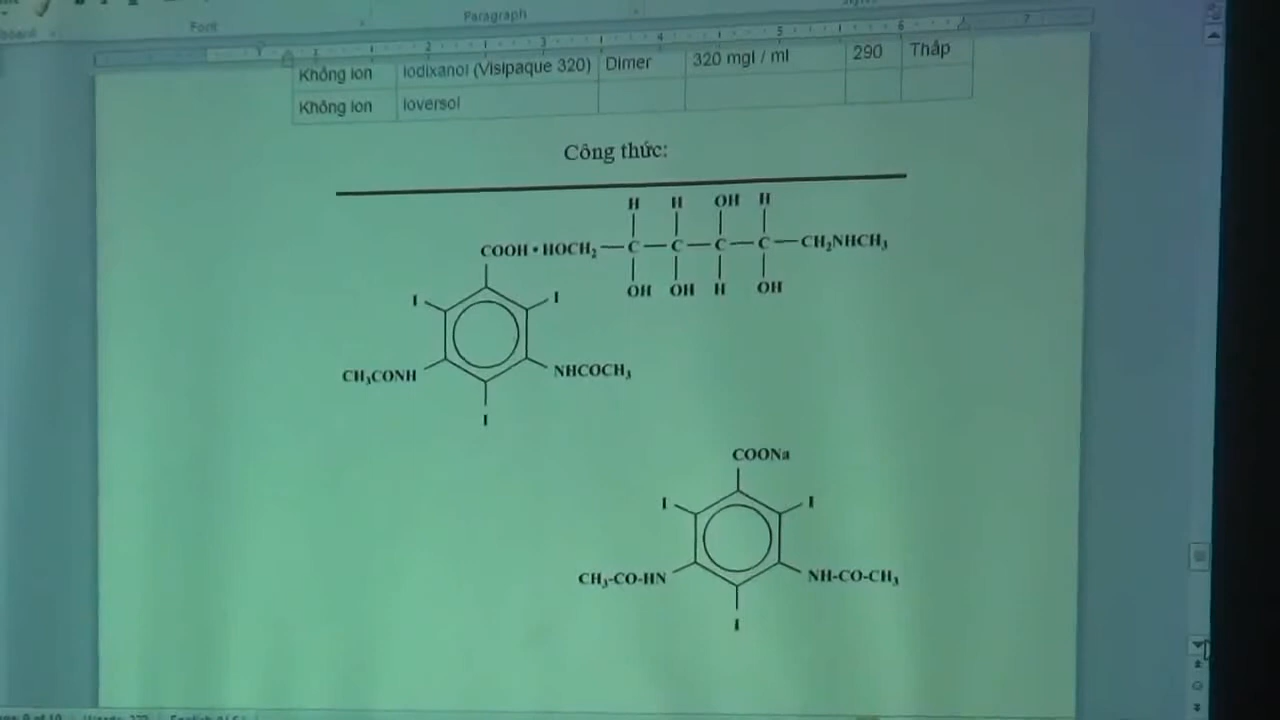 Font
Paragraph
Không Ion Iodixanol (Visipaque 320) Dimer 320 mgI / ml 290 Thấp
Không Ion Ioversol
Công thức:
H H OH H
COOH • HOCH₂ — C — C — C — C — CH₂NHCH₃
OH OH H OH
I I
CH₃CONH NHCOCH₃
I
COONa
I I
CH₃-CO-HN NH-CO-CH₃
I